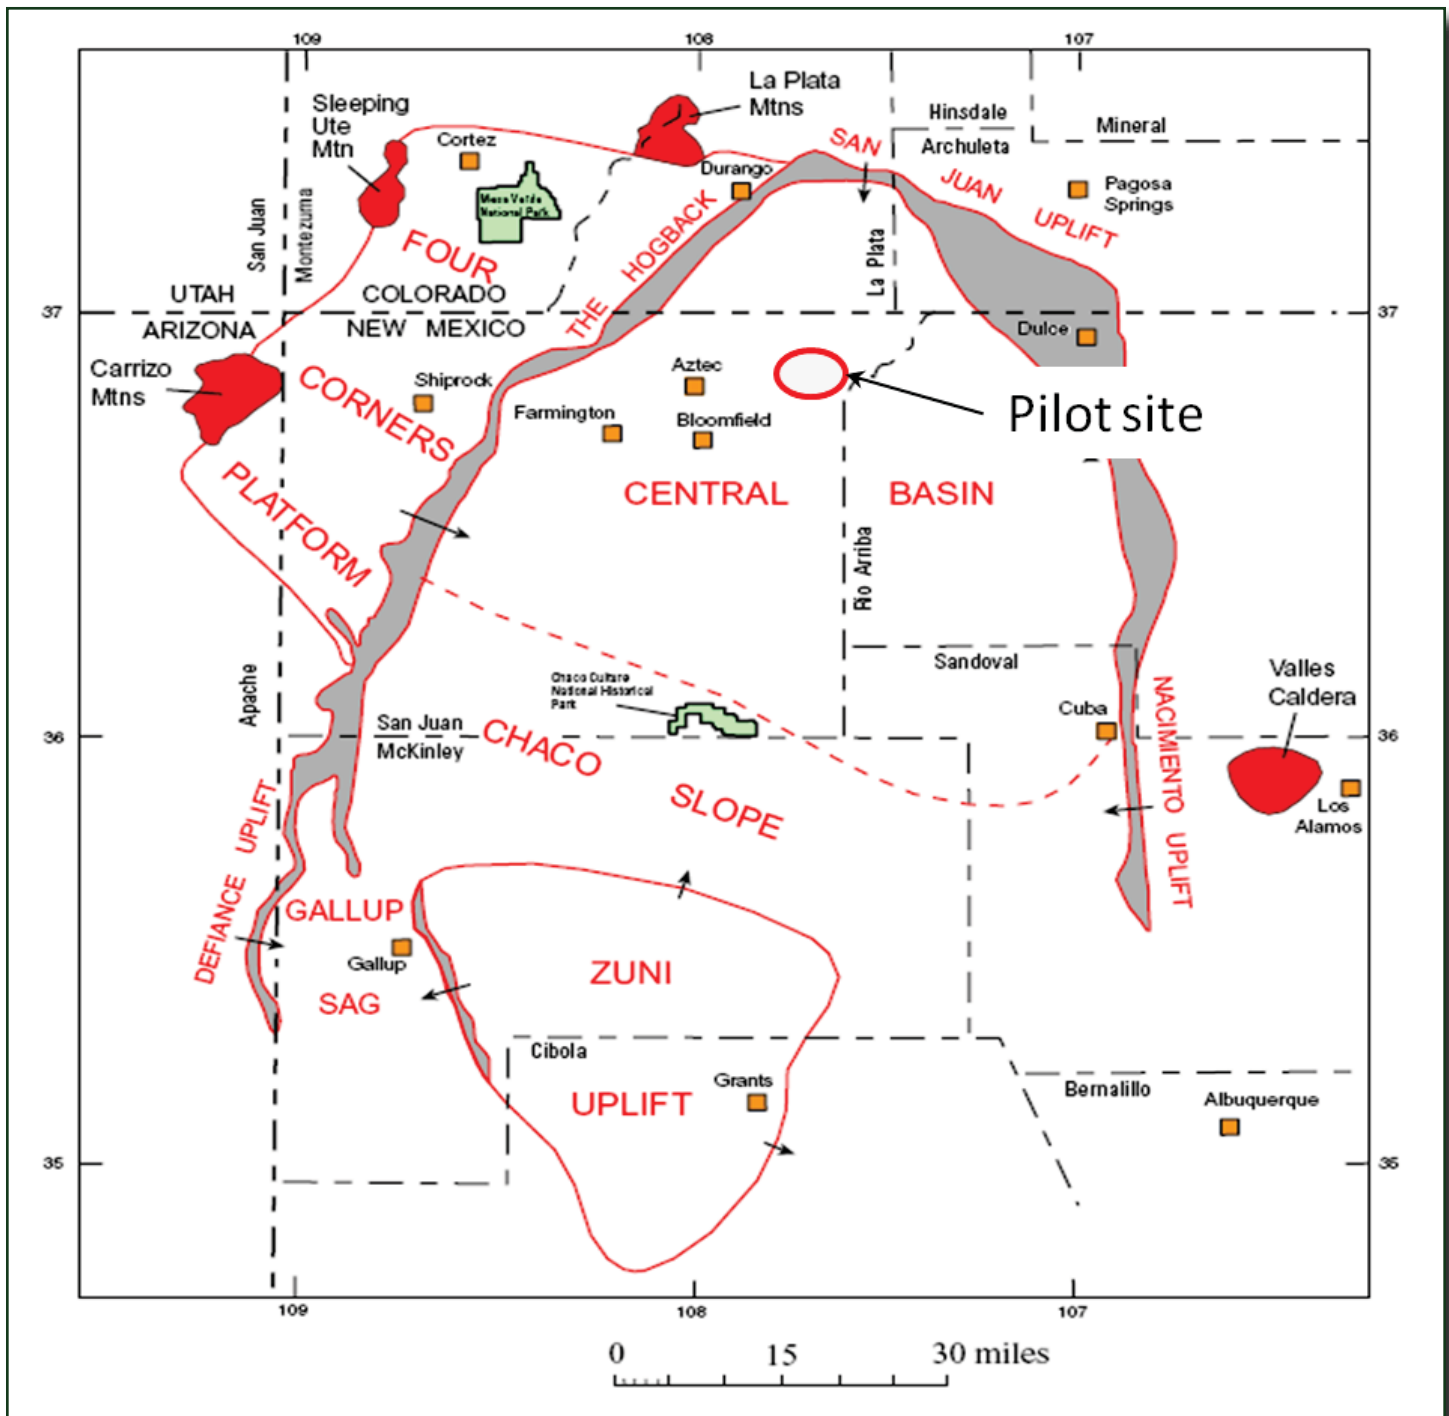 109
108
107
La Plata
Mtns
Sleeping
Ute
Mtn
Hinsdale
Mineral
Cortez
SAN
Archuleta
Durango
JUAN
Pagosa
Springs
Mesa Verde
National Park
UPLIFT
San Juan
Montezuma
FOUR
THE HOGBACK
La Plata
UTAH
COLORADO
37
37
ARIZONA
NEW MEXICO
Dulce
Carrizo
Mtns
CORNERS
Shiprock
Aztec
Farmington
Bloomfield
Pilot site
PLATFORM
CENTRAL
BASIN
Rio Arriba
Sandoval
Apache
Chaco Culture
National Historical
Park
Valles
Caldera
Cuba
San Juan
36
36
McKinley
CHACO
SLOPE
NACIMIENTO UPLIFT
Los
Alamos
DEFIANCE UPLIFT
GALLUP
Gallup
SAG
ZUNI
Cibola
Grants
UPLIFT
Bernalillo
Albuquerque
35
35
109
108
107
0 15 30 miles